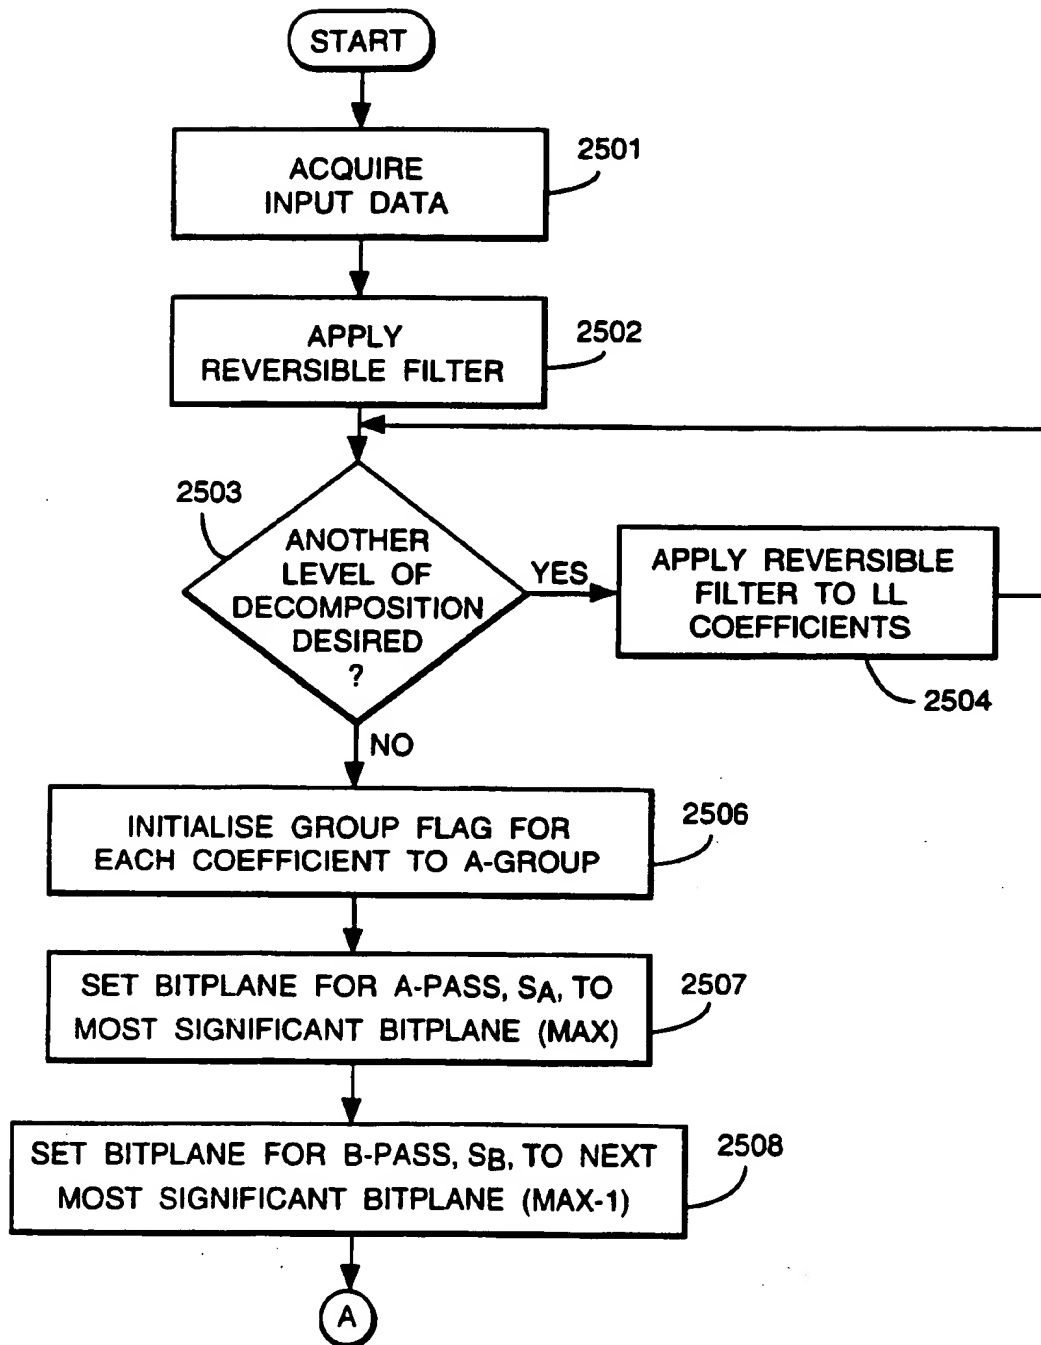 START
ACQUIRE
INPUT DATA
2501
APPLY
REVERSIBLE FILTER
2502
2503
ANOTHER
LEVEL OF
DECOMPOSITION
DESIRED
?
YES
APPLY REVERSIBLE
FILTER TO LL
COEFFICIENTS
2504
NO
INITIALISE GROUP FLAG FOR
EACH COEFFICIENT TO A-GROUP
2506
SET BITPLANE FOR A-PASS, SA, TO
MOST SIGNIFICANT BITPLANE (MAX)
2507
SET BITPLANE FOR B-PASS, SB, TO NEXT
MOST SIGNIFICANT BITPLANE (MAX-1)
2508
A